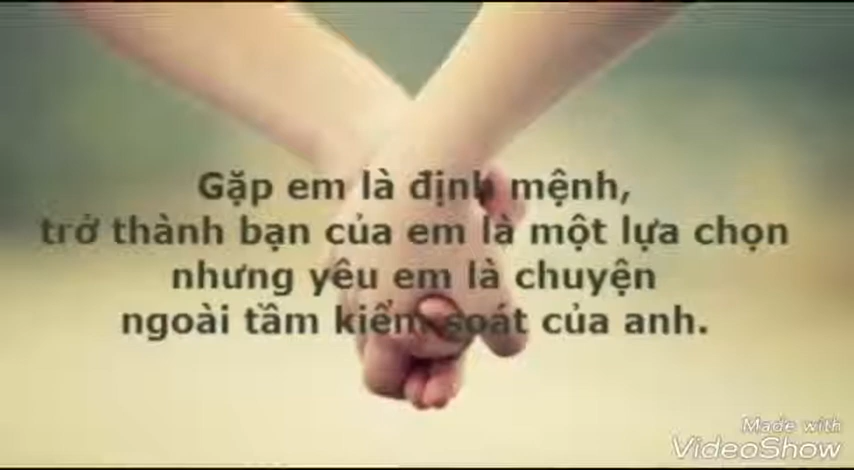 Gặp em là định mệnh,
trở thành bạn của em là một lựa chọn
nhưng yêu em là chuyện
ngoài tầm kiểm soát của anh.
Made with
VideoShow